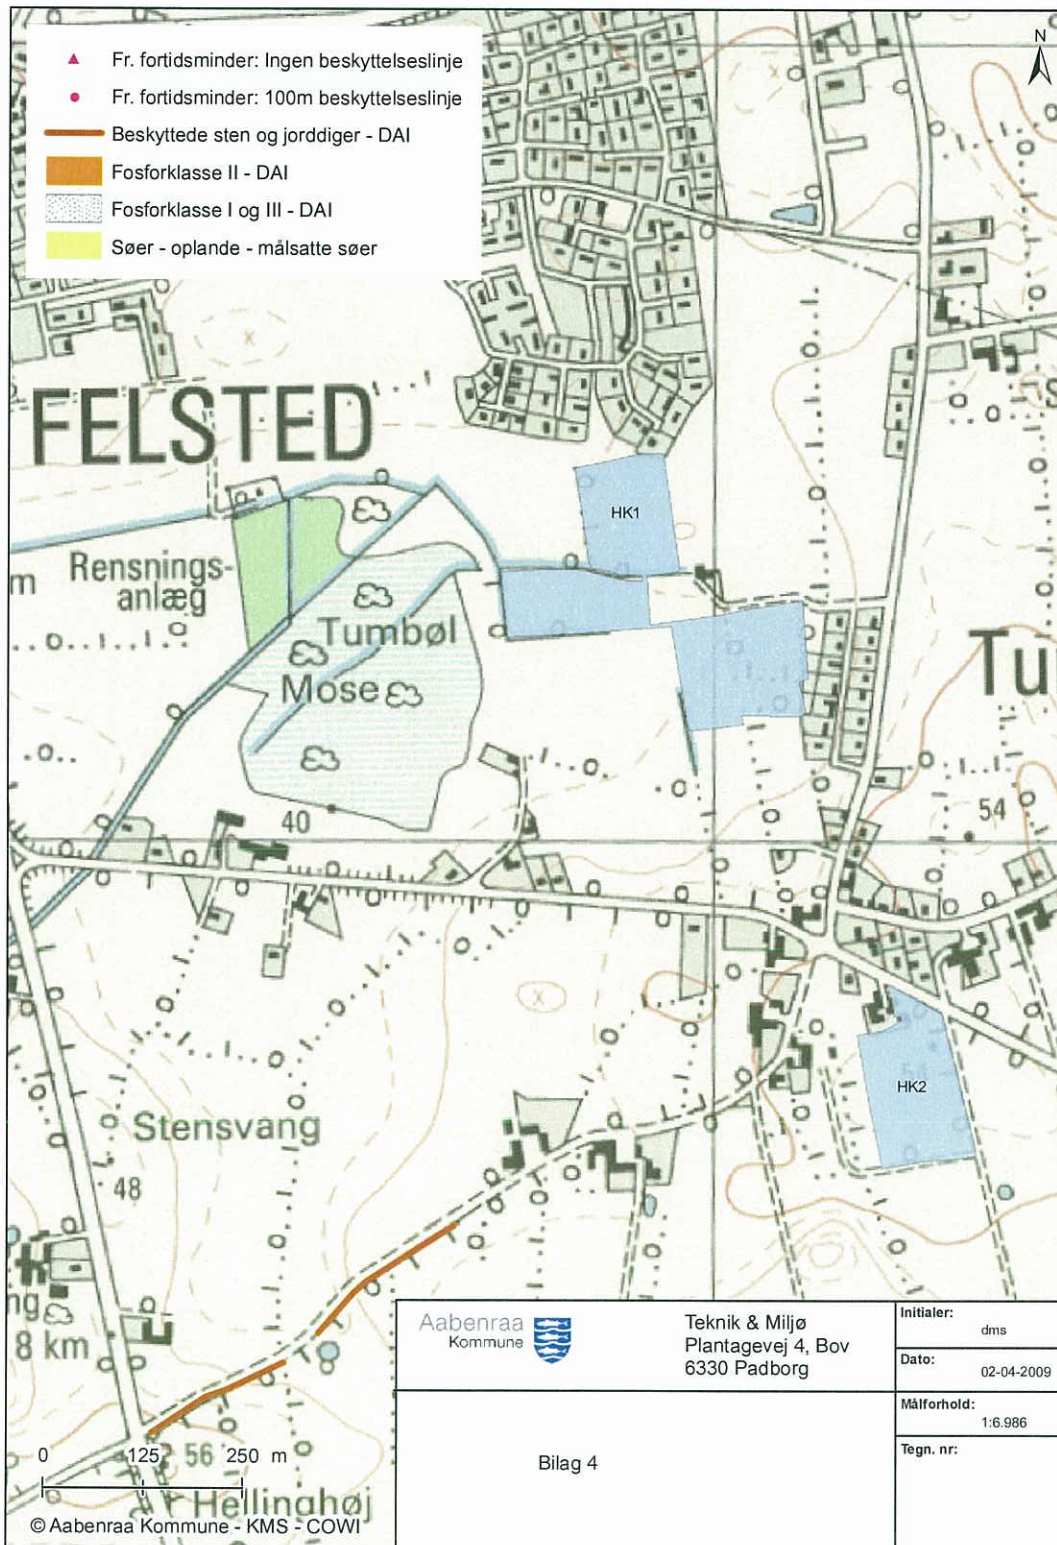 N
Fr. fortidsminder: Ingen beskyttelseslinje
Fr. fortidsminder: 100m beskyttelseslinje
Beskyttede sten og jorddiger - DAI
Fosforklasse II - DAI
Fosforklasse I og III - DAI
Søer - oplande - målsatte søer
FELSTED
HK1
m
Rensnings-
anlæg
Tumbøl
Mose
Tu
S
40
54
54
HK2
Stensvang
48
ng
8 km
56
Hellinghøj
0 125 250 m
© Aabenraa Kommune - KMS - COWI
Aabenraa
Kommune
Teknik & Miljø
Plantagevej 4, Bov
6330 Padborg
Initialer:
dms
Dato:
02-04-2009
Målforhold:
1:6.986
Tegn. nr:
Bilag 4